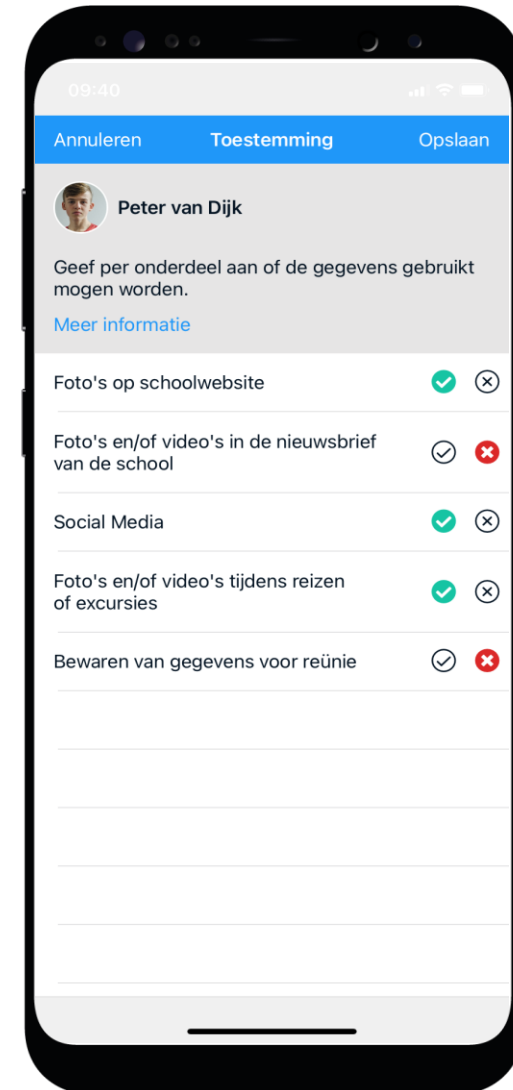 09:40
Annuleren Toestemming Opslaan
Peter van Dijk
Geef per onderdeel aan of de gegevens gebruikt
mogen worden.
Meer informatie
Foto's op schoolwebsite
Foto's en/of video's in de nieuwsbrief
van de school
Social Media
Foto's en/of video's tijdens reizen
of excursies
Bewaren van gegevens voor reünie